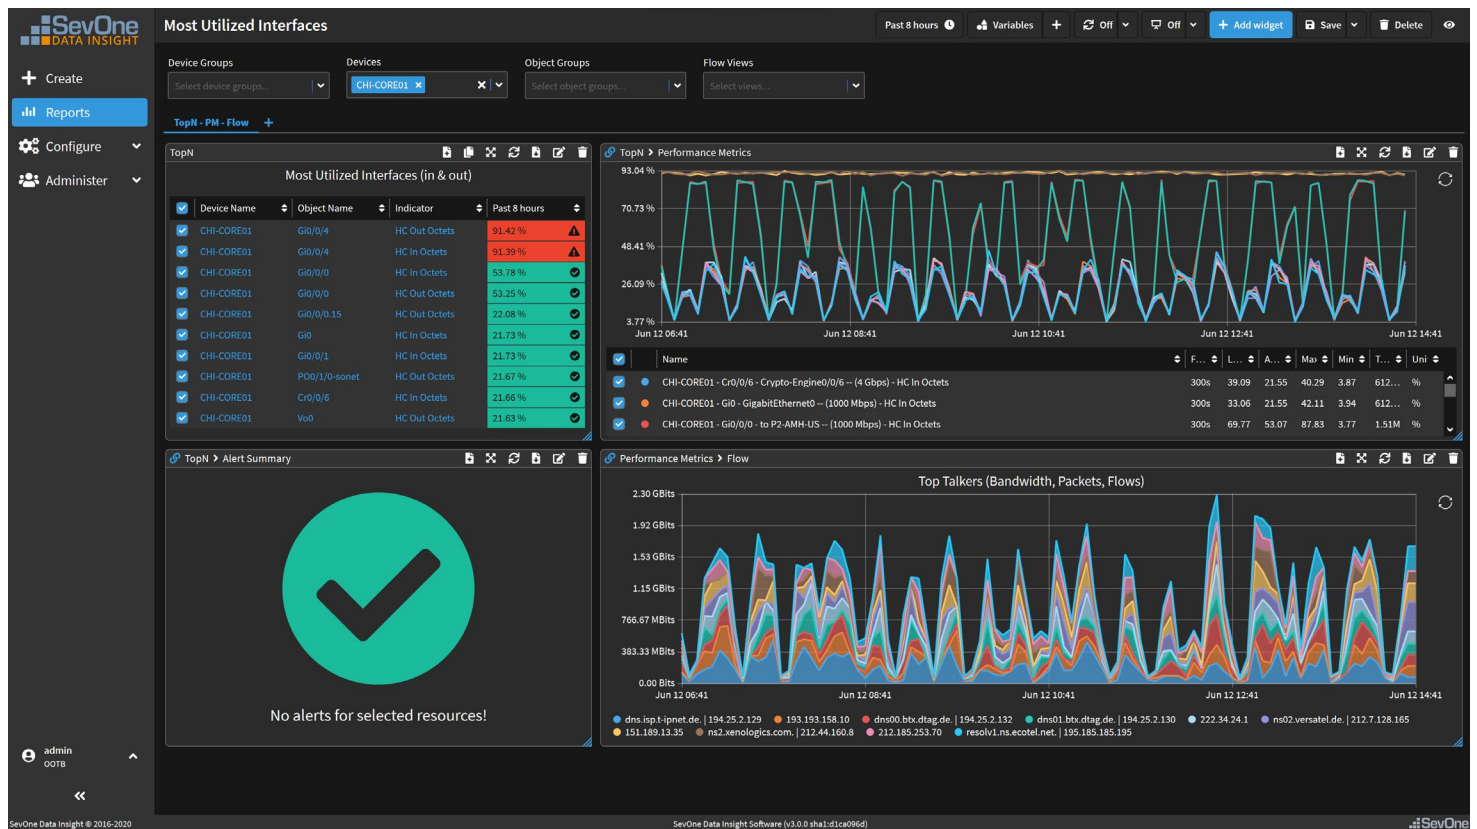 SevOne
DATA INSIGHT
Most Utilized Interfaces
Past 8 hours
Variables
Off
Off
Add widget
Save
Delete
Create
Reports
Configure
Administer
Device Groups
Devices
Object Groups
Flow Views
Select device groups...
CHI-CORE01 ×
Select object groups...
Select views...
TopN - PM - Flow
TopN
Most Utilized Interfaces (in & out)
Device Name Object Name Indicator Past 8 hours
CHI-CORE01 Gi0/0/4 HC Out Octets 91.42 %
CHI-CORE01 Gi0/0/4 HC In Octets 91.39 %
CHI-CORE01 Gi0/0/0 HC In Octets 53.78 %
CHI-CORE01 Gi0/0/0 HC Out Octets 53.25 %
CHI-CORE01 Gi0/0/0.15 HC Out Octets 22.08 %
CHI-CORE01 Gi0 HC In Octets 21.73 %
CHI-CORE01 Gi0/0/1 HC In Octets 21.73 %
CHI-CORE01 PO0/1/0-sonet HC Out Octets 21.67 %
CHI-CORE01 Cr0/0/6 HC In Octets 21.66 %
CHI-CORE01 Vo0 HC Out Octets 21.63 %
TopN > Performance Metrics
93.04 %
70.73 %
48.41 %
26.09 %
3.77 %
Jun 12 06:41 Jun 12 08:41 Jun 12 10:41 Jun 12 12:41 Jun 12 14:41
Name F... L... A... Max Min T... Uni
CHI-CORE01 - Cr0/0/6 - Crypto-Engine0/0/6 -- (4 Gbps) - HC In Octets 300s 39.09 21.55 40.29 3.87 612... %
CHI-CORE01 - Gi0 - GigabitEthernet0 -- (1000 Mbps) - HC In Octets 300s 33.06 21.55 42.11 3.94 612... %
CHI-CORE01 - Gi0/0/0 - to P2-AMH-US -- (1000 Mbps) - HC In Octets 300s 69.77 53.07 87.83 3.77 1.51M %
TopN > Alert Summary
No alerts for selected resources!
Performance Metrics > Flow
Top Talkers (Bandwidth, Packets, Flows)
2.30 GBits
1.92 GBits
1.53 GBits
1.15 GBits
766.67 MBits
383.33 MBits
0.00 Bits
Jun 12 06:41 Jun 12 08:41 Jun 12 10:41 Jun 12 12:41 Jun 12 14:41
dns.isp.t-ipnet.de. | 194.25.2.129 193.193.158.10 dns00.btx.dtag.de. | 194.25.2.132 dns01.btx.dtag.de. | 194.25.2.130 222.34.24.1 ns02.versatel.de. | 212.7.128.165
151.189.13.35 ns2.xenologics.com. | 212.44.160.8 212.185.253.70 resolv1.ns.ecotel.net. | 195.185.185.195
admin
OOTB
SevOne Data Insight © 2016-2020
SevOne Data Insight Software (v3.0.0 sha1:d1ca096d)
SevOne